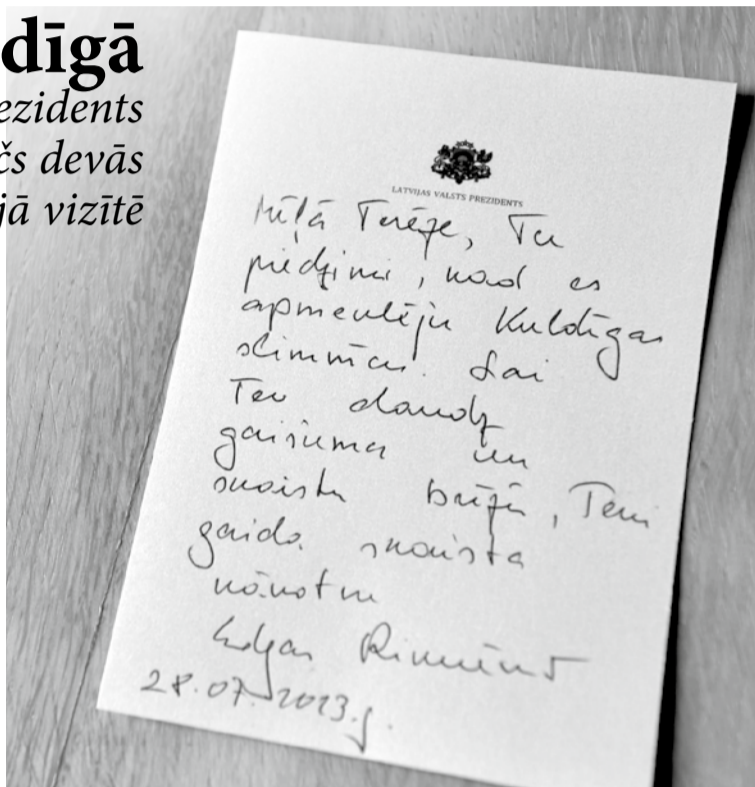 dīgā
ezidents
čs devās
jā vizītē
LATVIJAS VALSTS PREZIDENTS
Mīļā Terēze, Tu
piedzimi, kad es
apmeklēju Kuldīgas
slimnīcu. Lai
Tev daudz
gaisuma un
skaistu brīžu, Tevi
gaida skaista
nākotne
Edgars Rinkēvičs
28.07.2023.g.